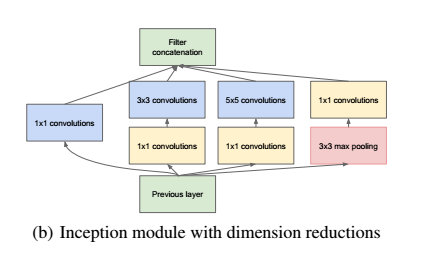 Filter
concatenation
3x3 convolutions
5x5 convolutions
1x1 convolutions
1x1 convolutions
1x1 convolutions
1x1 convolutions
3x3 max pooling
Previous layer
(b) Inception module with dimension reductions